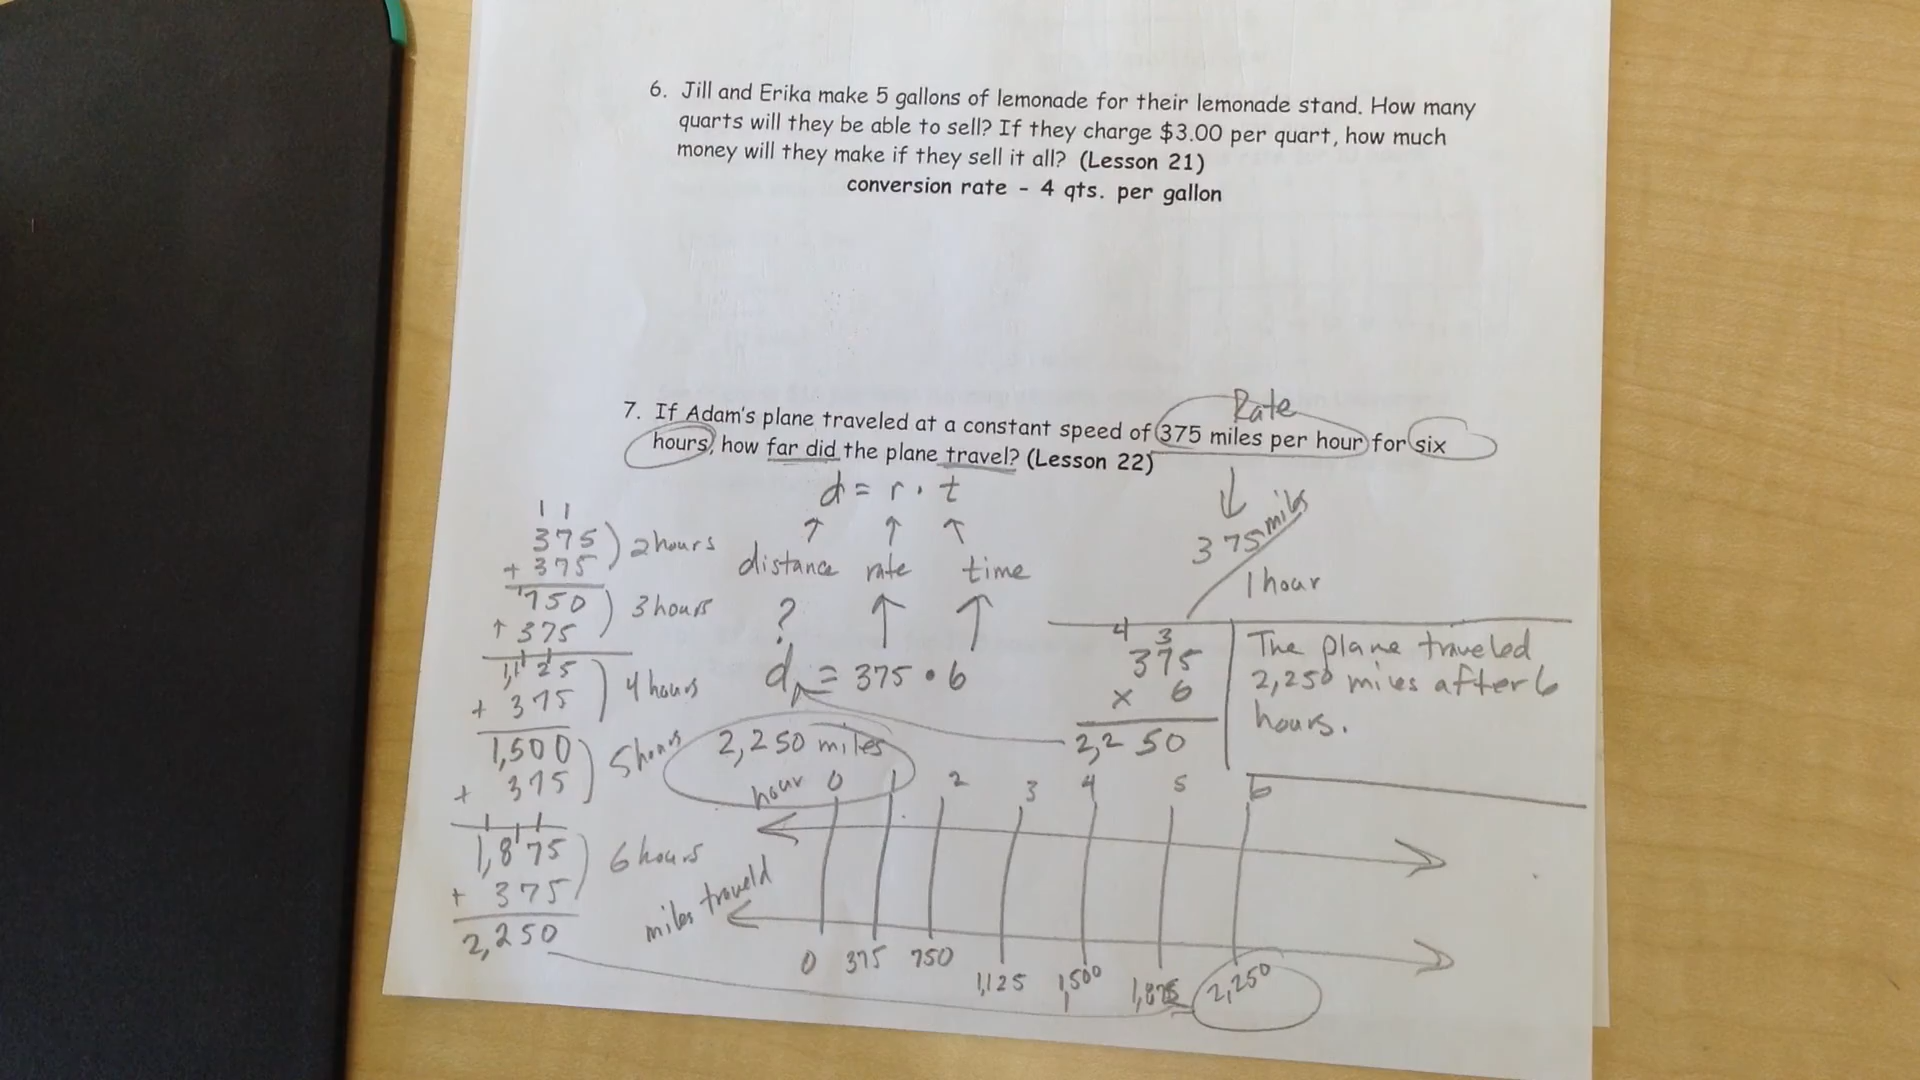 6. Jill and Erika make 5 gallons of lemonade for their lemonade stand. How many
quarts will they be able to sell? If they charge $3.00 per quart, how much
money will they make if they sell it all? (Lesson 21)
conversion rate - 4 qts. per gallon
Rate
7. If Adam's plane traveled at a constant speed of 375 miles per hour for six
hours, how far did the plane travel? (Lesson 22)
d = r · t
distance rate time
?
d = 375 · 6
2,250 miles
375 miles
1 hour
4 3
375
x 6
2,250
The plane traveled
2,250 miles after 6
hours.
1 1
375
+ 375
2 hours
750
+ 375
3 hours
1,125
+ 375
4 hours
1,500
+ 375
5 hours
1,875
+ 375
6 hours
2,250
hour 0 1 2 3 4 5 6
miles traveld
0 375 750 1,125 1,500 1,875 2,250